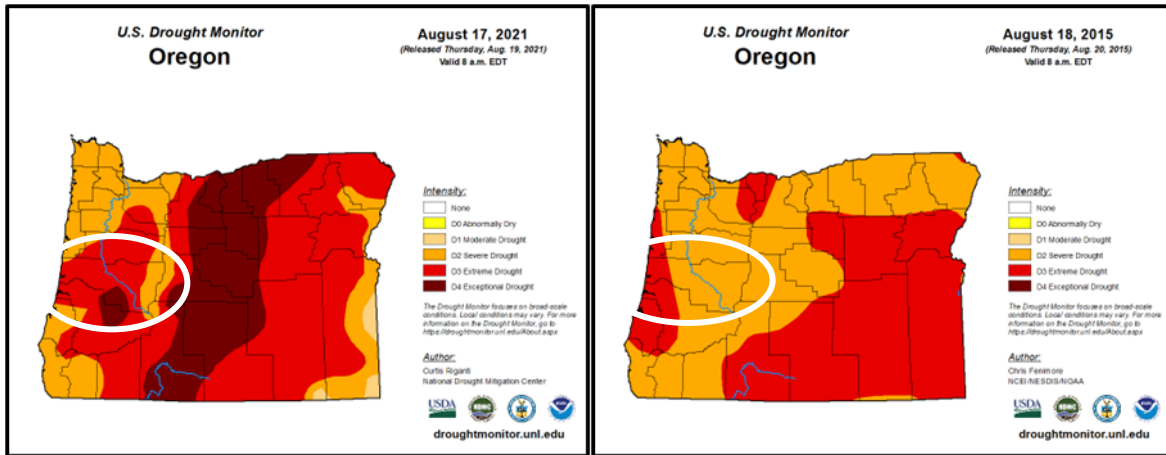 U.S. Drought Monitor
Oregon
August 17, 2021
(Released Thursday, Aug. 19, 2021)
Valid 8 a.m. EDT
Intensity:
None
D0 Abnormally Dry
D1 Moderate Drought
D2 Severe Drought
D3 Extreme Drought
D4 Exceptional Drought
The Drought Monitor focuses on broad-scale
conditions. Local conditions may vary. For more
information on the Drought Monitor, go to
https://droughtmonitor.unl.edu/About.aspx
Author:
Curtis Riganti
National Drought Mitigation Center
USDA
NDMC
droughtmonitor.unl.edu
U.S. Drought Monitor
Oregon
August 18, 2015
(Released Thursday, Aug. 20, 2015)
Valid 8 a.m. EDT
Intensity:
None
D0 Abnormally Dry
D1 Moderate Drought
D2 Severe Drought
D3 Extreme Drought
D4 Exceptional Drought
The Drought Monitor focuses on broad-scale
conditions. Local conditions may vary. For more
information on the Drought Monitor, go to
https://droughtmonitor.unl.edu/About.aspx
Author:
Chris Fenimore
NCEI/NESDIS/NOAA
USDA
NDMC
droughtmonitor.unl.edu